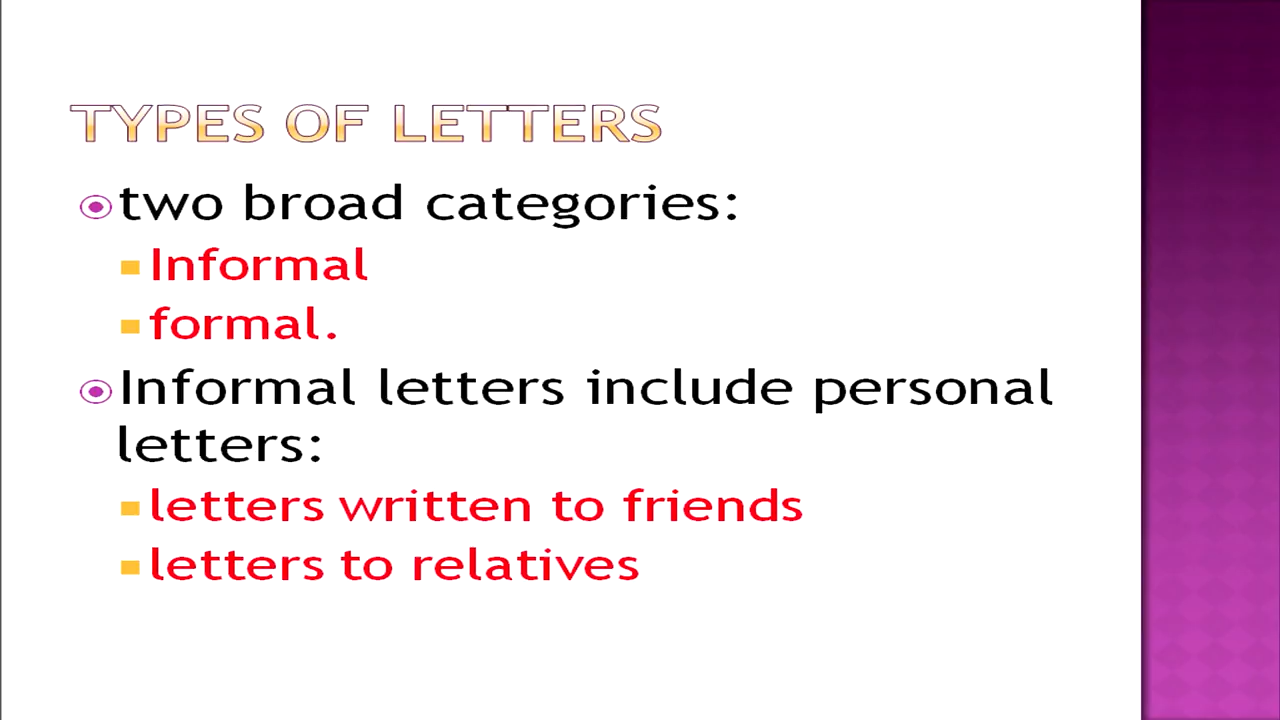 TYPES OF LETTERS
two broad categories:
Informal
formal.
Informal letters include personal
letters:
letters written to friends
letters to relatives